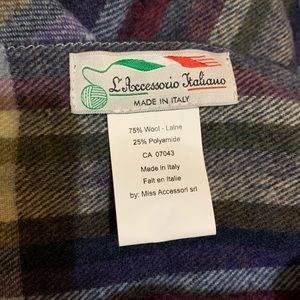 L'Accessorio Italiano
MADE IN ITALY
75% Wool - Laine
25% Polyamide
CA 07043
Made in Italy
Fait en Italie
by: Miss Accessori srl